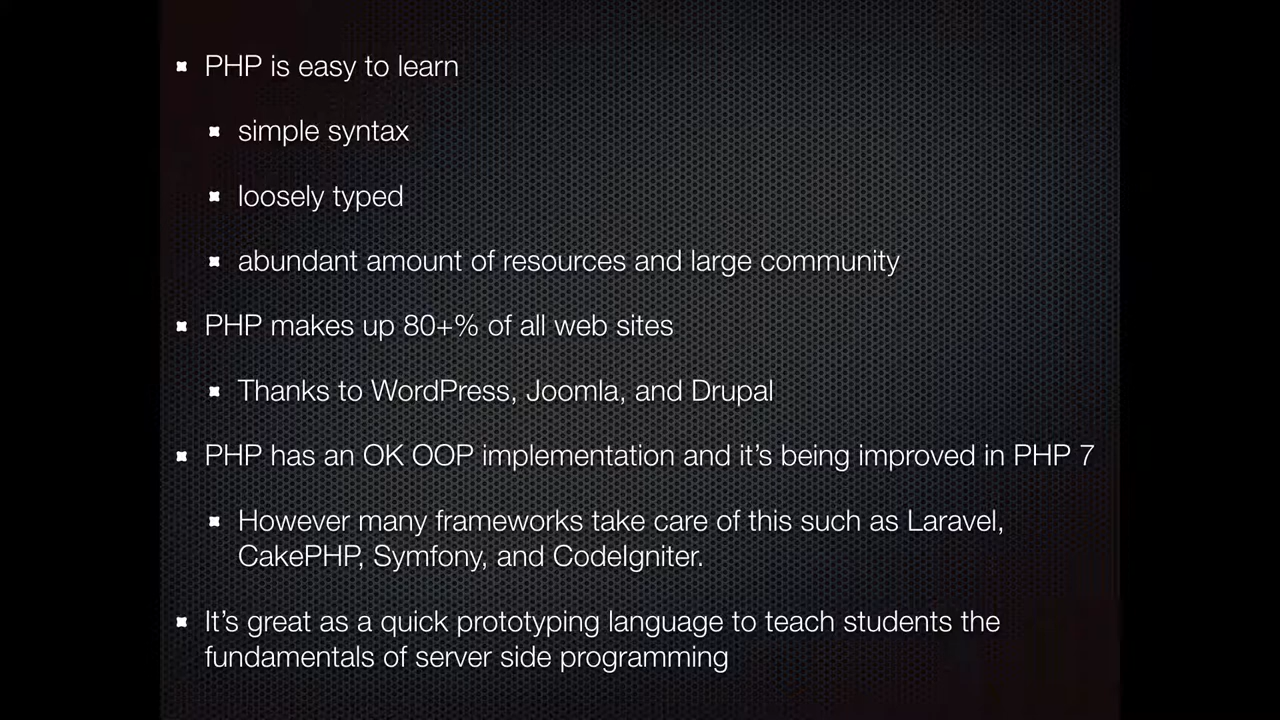 PHP is easy to learn
simple syntax
loosely typed
abundant amount of resources and large community
PHP makes up 80+% of all web sites
Thanks to WordPress, Joomla, and Drupal
PHP has an OK OOP implementation and it's being improved in PHP 7
However many frameworks take care of this such as Laravel,
CakePHP, Symfony, and CodeIgniter.
It's great as a quick prototyping language to teach students the
fundamentals of server side programming